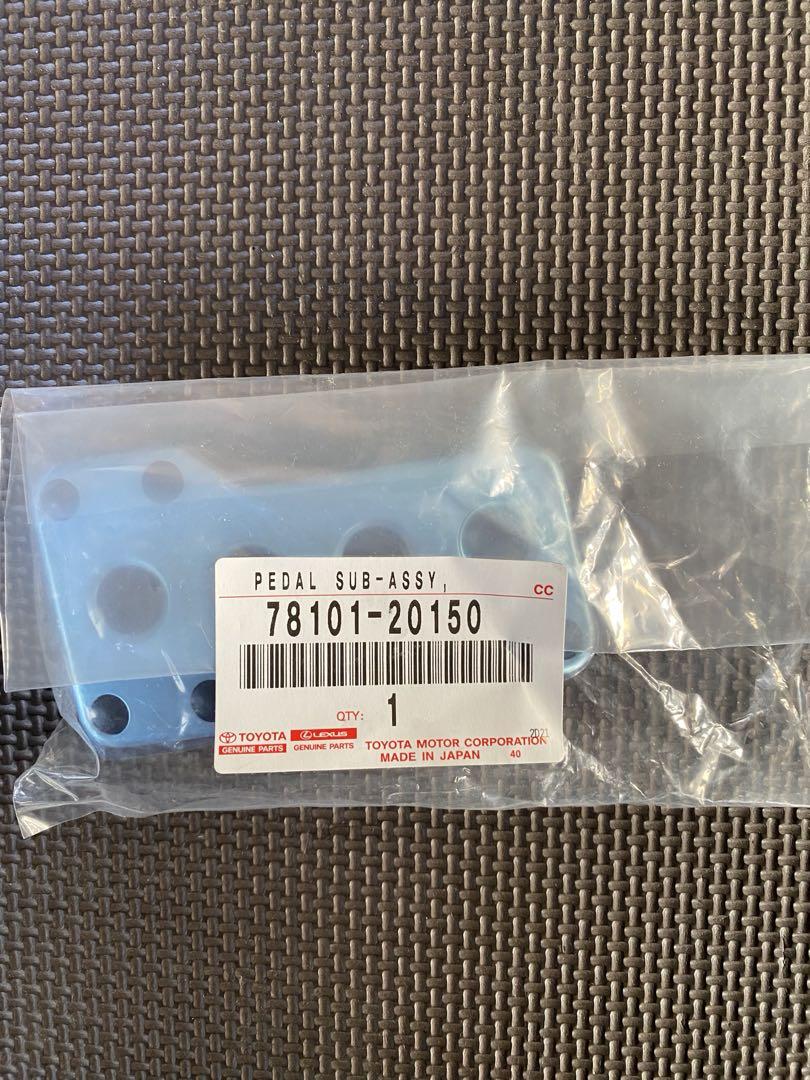 PEDAL SUB-ASSY,
CC
78101-20150
QTY: 1
TOYOTA
GENUINE PARTS
LEXUS
GENUINE PARTS
TOYOTA MOTOR CORPORATION
MADE IN JAPAN 40
2021